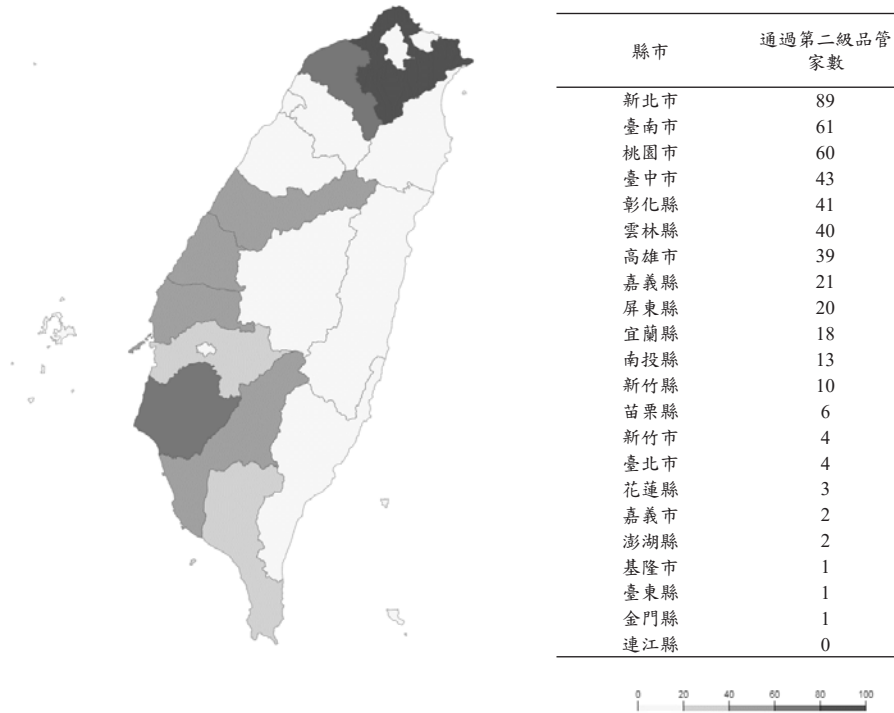 縣市 通過第二級品管
家數
新北市 89
臺南市 61
桃園市 60
臺中市 43
彰化縣 41
雲林縣 40
高雄市 39
嘉義縣 21
屏東縣 20
宜蘭縣 18
南投縣 13
新竹縣 10
苗栗縣 6
新竹市 4
臺北市 4
花蓮縣 3
嘉義市 2
澎湖縣 2
基隆市 1
臺東縣 1
金門縣 1
連江縣 0
0 20 40 60 80 100